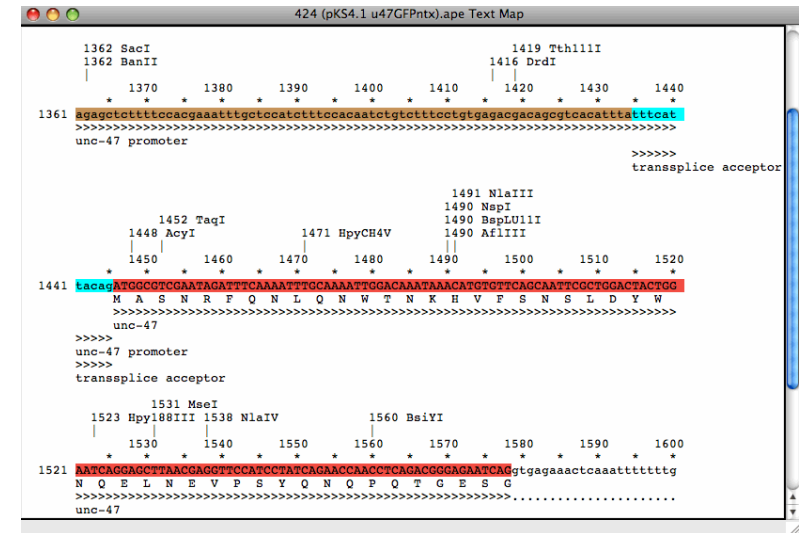 424 (pKS4.1 u47GFPntx).ape Text Map
1362 SacI 1419 Tth111I
1362 BanII 1416 DrdI
| | |
1370 1380 1390 1400 1410 1420 1430 1440
* * * * * * * * * * * * * * * *
1361 agagctcttttccacgaaatttgctccatctttccacaatctgtctttcctgtgagacgacagcgtcacatttatttcat
>>>>>>>>>>>>>>>>>>>>>>>>>>>>>>>>>>>>>>>>>>>>>>>>>>>>>>>>>>>>>>>>>>>>>>>>>>>>>>>>
unc-47 promoter
>>>>>>
transsplice acceptor
1491 NlaIII
1490 NspI
1452 TaqI 1490 BspLU11I
1448 AcyI 1471 HpyCH4V 1490 AflIII
| | | ||
1450 1460 1470 1480 1490 1500 1510 1520
* * * * * * * * * * * * * * * *
1441 tacagATGGCGTCGAATAGATTTCAAAATTTGCAAAATTGGACAAATAAACATGTGTTCAGCAATTCGCTGGACTACTGG
M A S N R F Q N L Q N W T N K H V F S N S L D Y W
>>>>>>>>>>>>>>>>>>>>>>>>>>>>>>>>>>>>>>>>>>>>>>>>>>>>>>>>>>>>>>>>>>>>>>>>>>>
unc-47
>>>>>
unc-47 promoter
>>>>>
transsplice acceptor
1531 MseI
1523 Hpy188III 1538 NlaIV 1560 BsiYI
| | | |
1530 1540 1550 1560 1570 1580 1590 1600
* * * * * * * * * * * * * * * *
1521 AATCAGGAGCTTAACGAGGTTCCATCCTATCAGAACCAACCTCAGACGGGAGAATCAGgtgagaaactcaaatttttttg
N Q E L N E V P S Y Q N Q P Q T G E S G
>>>>>>>>>>>>>>>>>>>>>>>>>>>>>>>>>>>>>>>>>>>>>>>>>>>>>>>>>>......................
unc-47